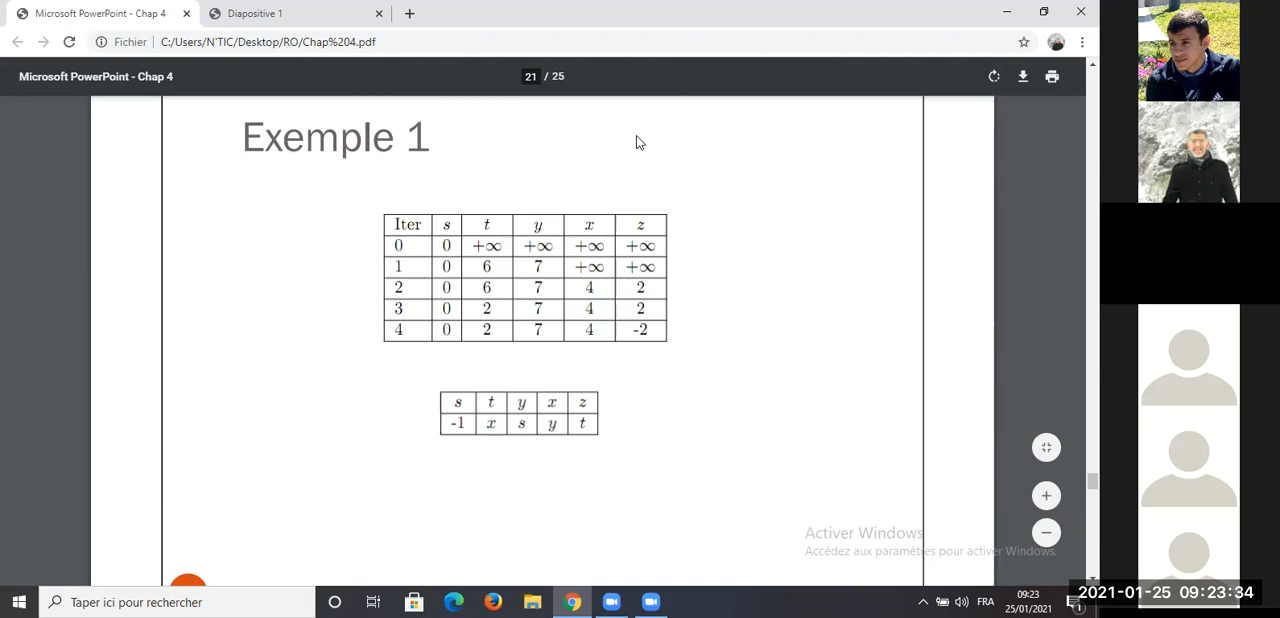 Microsoft PowerPoint - Chap 4
Diapositive 1
Fichier
C:/Users/N'TIC/Desktop/RO/Chap%204.pdf
Microsoft PowerPoint - Chap 4
21 / 25
Exemple 1
Iter s t y x z
0 0 +∞ +∞ +∞ +∞
1 0 6 7 +∞ +∞
2 0 6 7 4 2
3 0 2 7 4 2
4 0 2 7 4 -2
s t y x z
-1 x s y t
Activer Windows
Accédez aux paramètres pour activer Windows.
Taper ici pour rechercher
FRA
09:23
25/01/2021
1
2021-01-25 09:23:34